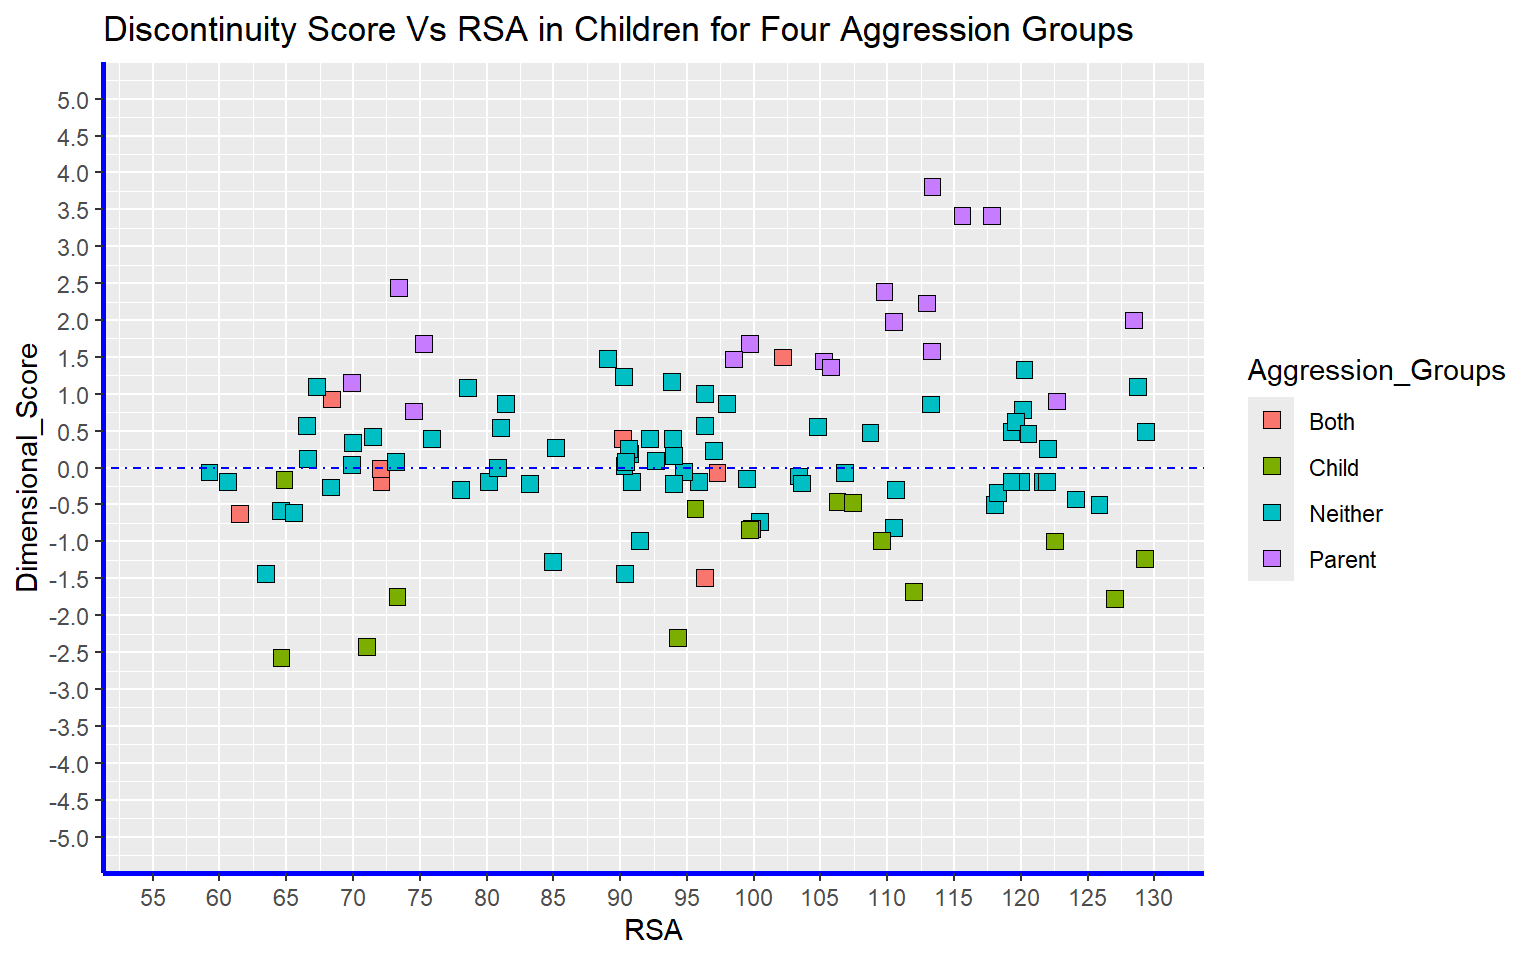 Discontinuity Score Vs RSA in Children for Four Aggression Groups
Dimensional_Score
5.0
4.5
4.0
3.5
3.0
2.5
2.0
1.5
1.0
0.5
0.0
-0.5
-1.0
-1.5
-2.0
-2.5
-3.0
-3.5
-4.0
-4.5
-5.0
55 60 65 70 75 80 85 90 95 100 105 110 115 120 125 130
RSA
Aggression_Groups
Both
Child
Neither
Parent